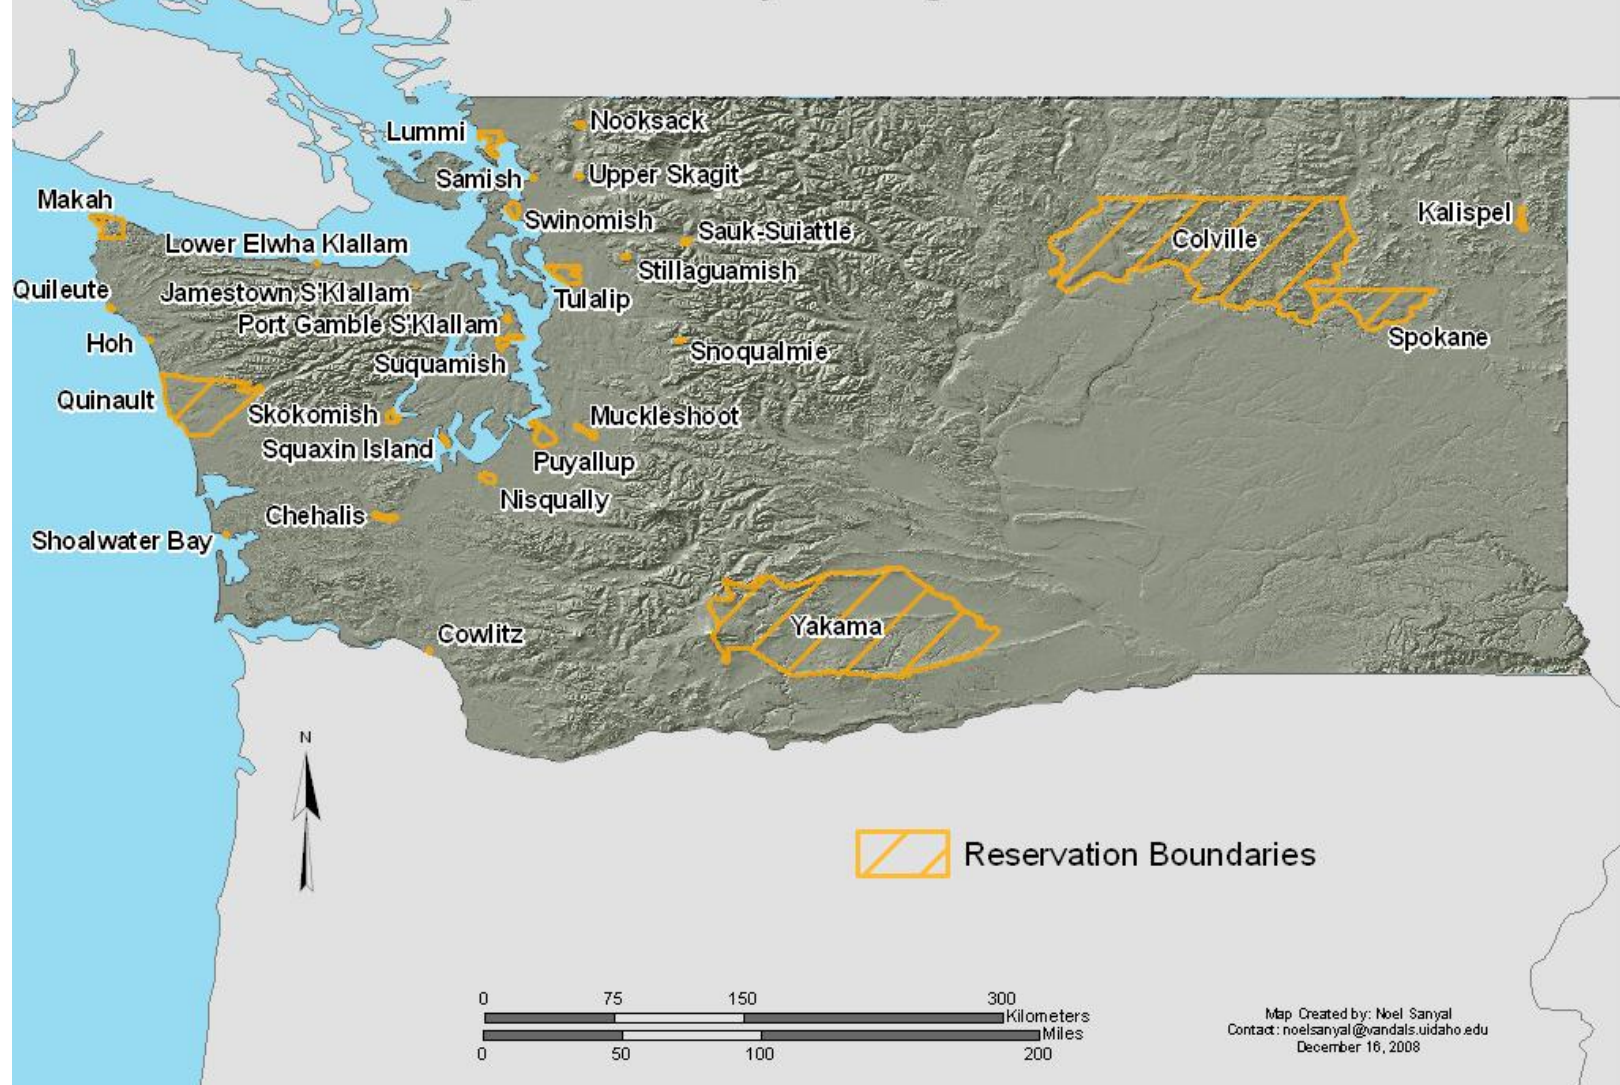 Nooksack
Lummi
Samish
Upper Skagit
Makah
Swinomish
Kalispel
Sauk-Suiattle
Colville
Lower Elwha Klallam
Stillaguamish
Quileute
Jamestown S'Klallam
Tulalip
Port Gamble S'Klallam
Hoh
Spokane
Snoqualmie
Suquamish
Quinault
Skokomish
Muckleshoot
Squaxin Island
Puyallup
Nisqually
Chehalis
Shoalwater Bay
Yakama
Cowlitz
N
Reservation Boundaries
0 75 150 300
Kilometers
Miles
0 50 100 200
Map Created by: Noel Sanyal
Contact: noelsanyal@vandals.uidaho.edu
December 16, 2008